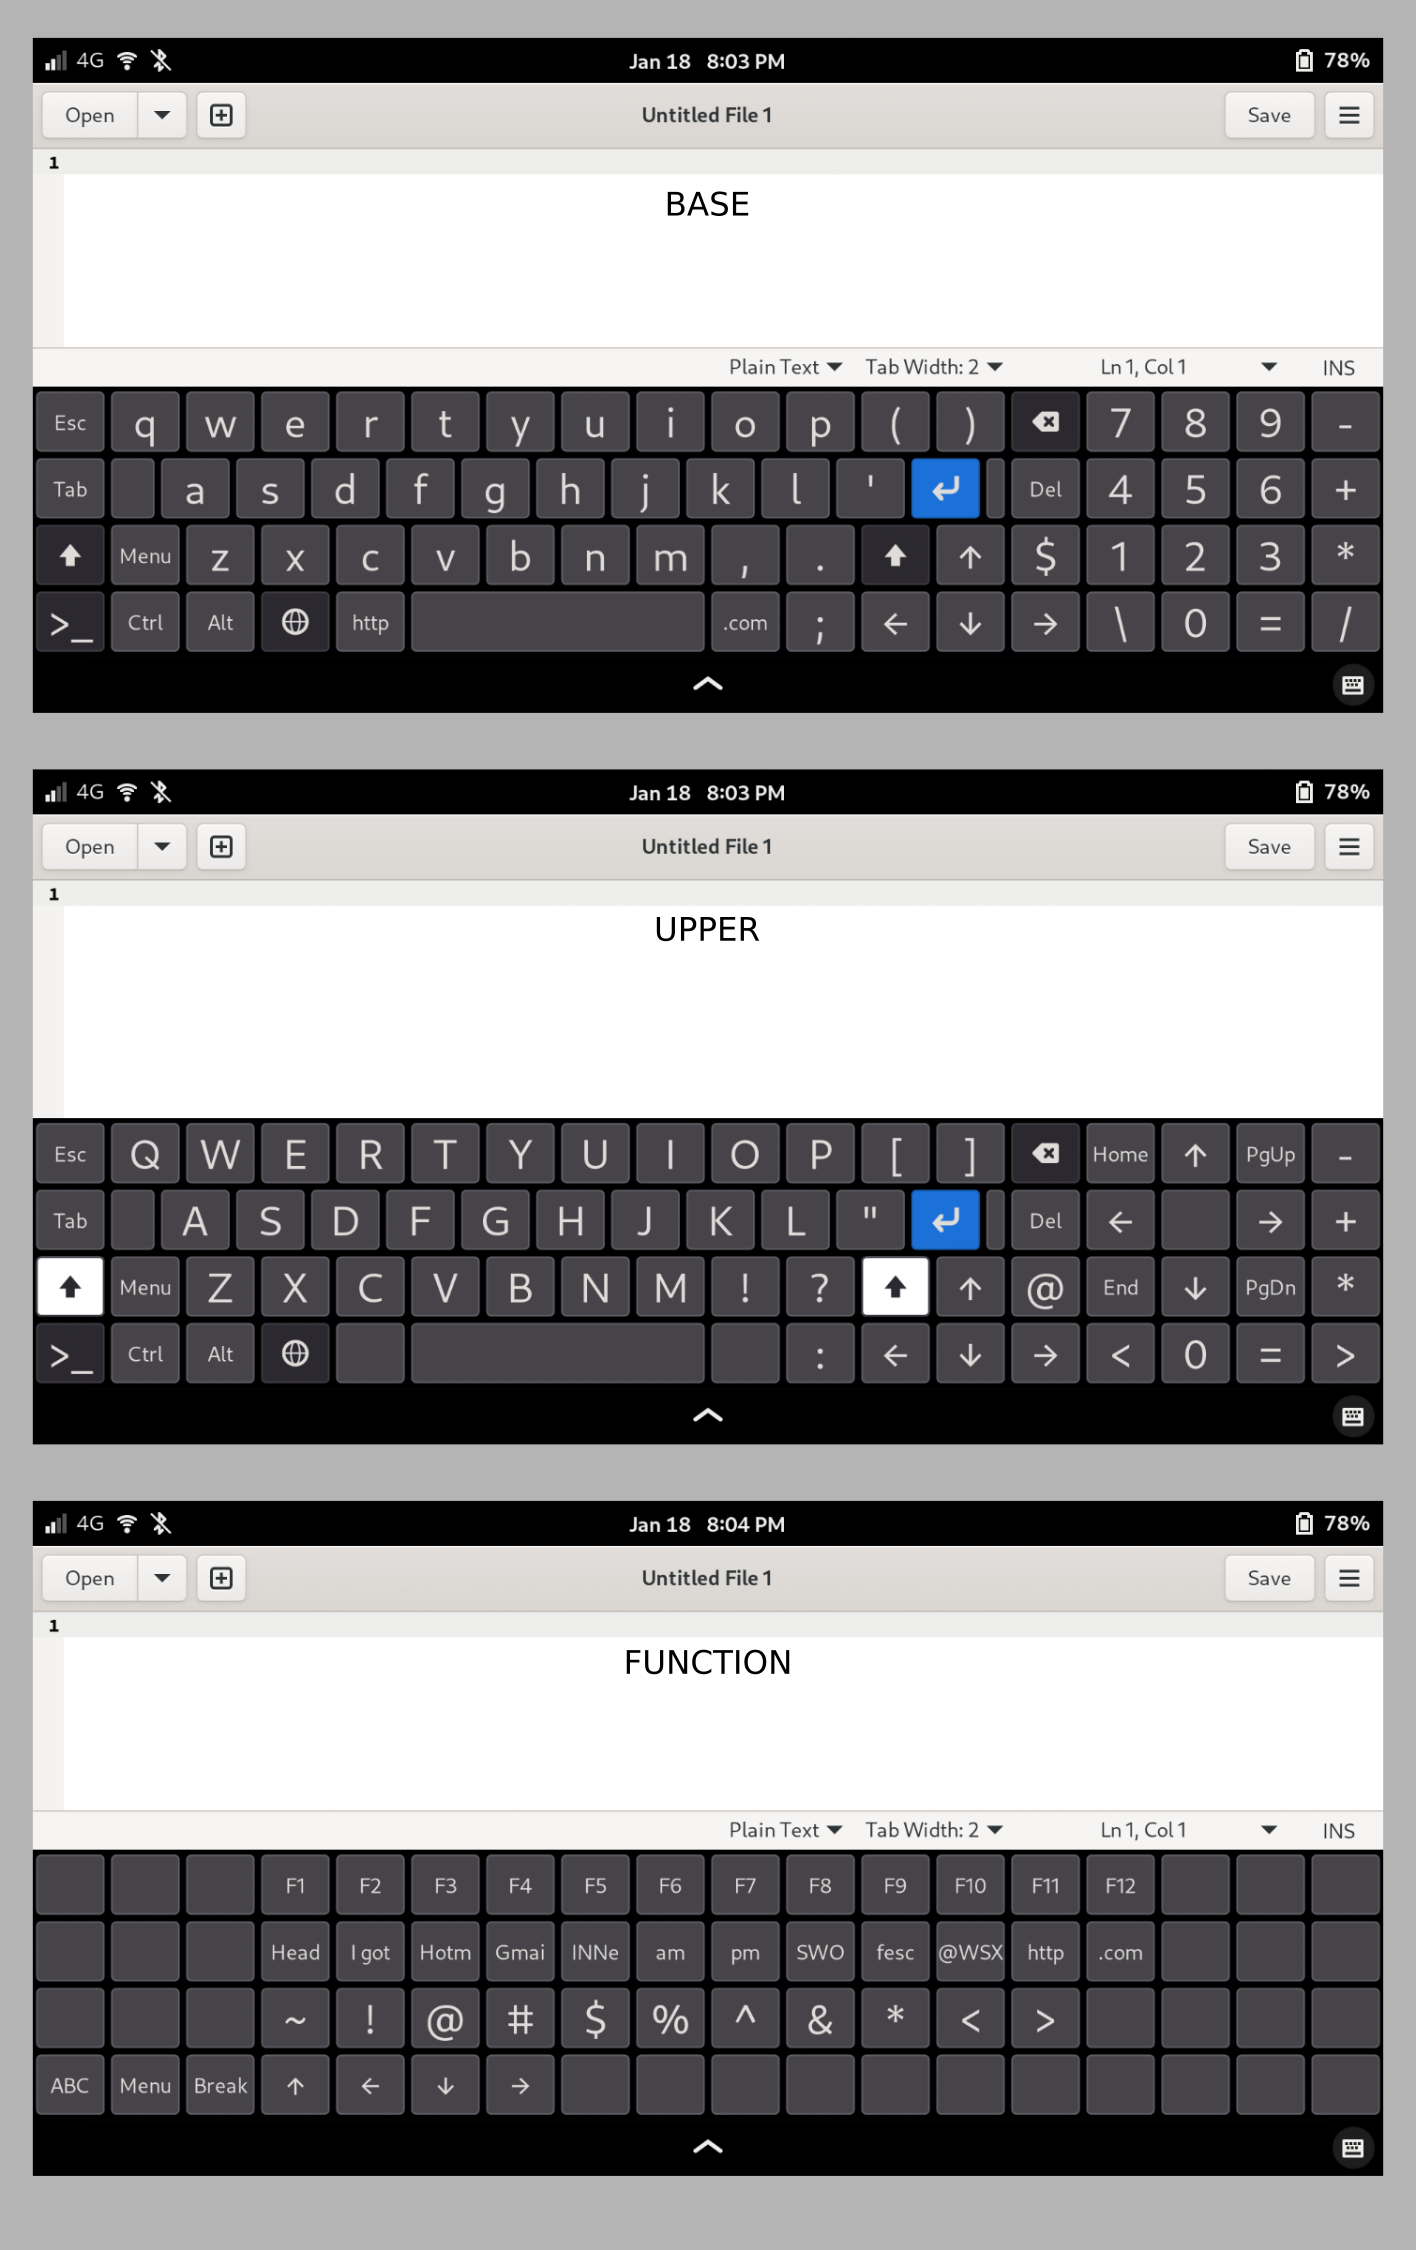 4G Jan 18 8:03 PM 78%
Open Untitled File 1 Save
1
BASE
Plain Text Tab Width: 2 Ln 1, Col 1 INS
Esc q w e r t y u i o p ( ) 7 8 9 -
Tab a s d f g h j k l ' Del 4 5 6 +
Menu z x c v b n m , . ↑ $ 1 2 3 *
>_ Ctrl Alt http .com ; ← ↓ → \ 0 = /
4G Jan 18 8:03 PM 78%
Open Untitled File 1 Save
1
UPPER
Esc Q W E R T Y U I O P [ ] Home ↑ PgUp -
Tab A S D F G H J K L " Del ← → +
Menu Z X C V B N M ! ? ↑ @ End ↓ PgDn *
>_ Ctrl Alt : ← ↓ → < 0 = >
4G Jan 18 8:04 PM 78%
Open Untitled File 1 Save
1
FUNCTION
Plain Text Tab Width: 2 Ln 1, Col 1 INS
F1 F2 F3 F4 F5 F6 F7 F8 F9 F10 F11 F12
Head I got Hotm Gmai INNe am pm SWO fesc @WSX http .com
~ ! @ # $ % ^ & * < >
ABC Menu Break ↑ ← ↓ →